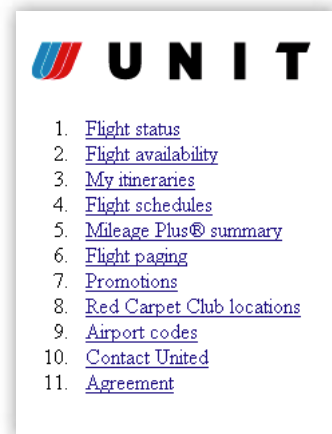 UNIT
1. Flight status
2. Flight availability
3. My itineraries
4. Flight schedules
5. Mileage Plus® summary
6. Flight paging
7. Promotions
8. Red Carpet Club locations
9. Airport codes
10. Contact United
11. Agreement